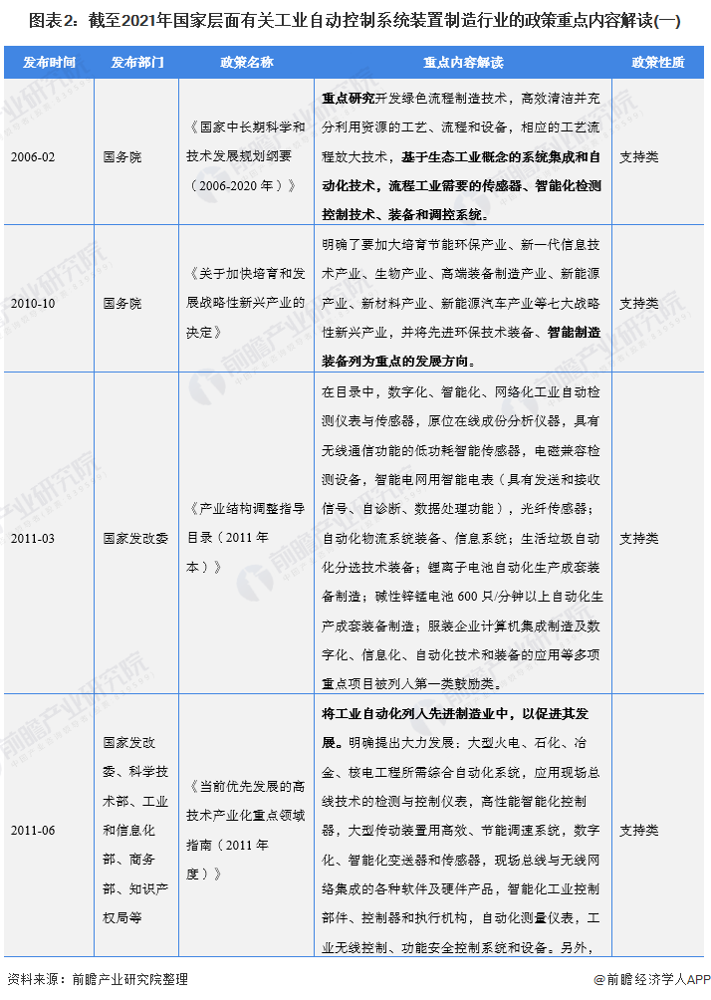 图表2：截至2021年国家层面有关工业自动控制系统装置制造行业的政策重点内容解读(一)
发布时间
发布部门
政策名称
重点内容解读
政策性质
2006-02
国务院
《国家中长期科学和
技术发展规划纲要
（2006-2020 年）》
重点研究开发绿色流程制造技术，高效清洁并充
分利用资源的工艺、流程和设备，相应的工艺流
程放大技术，基于生态工业概念的系统集成和自
动化技术，流程工业需要的传感器、智能化检测
控制技术、装备和调控系统。
支持类
2010-10
国务院
《关于加快培育和发
展战略性新兴产业的
决定》
明确了要加大培育节能环保产业、新一代信息技
术产业、生物产业、高端装备制造产业、新能源
产业、新材料产业、新能源汽车产业等七大战略
性新兴产业，并将先进环保技术装备、智能制造
装备列为重点的发展方向。
支持类
2011-03
国家发改委
《产业结构调整指导
目录（2011 年
本）》
在目录中，数字化、智能化、网络化工业自动检
测仪表与传感器，原位在线成份分析仪器，具有
无线通信功能的低功耗智能传感器，电磁兼容检
测设备，智能电网用智能电表（具有发送和接收
信号、自诊断、数据处理功能），光纤传感器；
自动化物流系统装备、信息系统；生活垃圾自动
化分选技术装备；锂离子电池自动化生产成套装
备制造；碱性锌锰电池 600 只/分钟以上自动化生
产成套装备制造；服装企业计算机集成制造及数
字化、信息化、自动化技术和装备的应用等多项
重点项目被列入第一类鼓励类。
支持类
2011-06
国家发改
委、科学技
术部、工业
和信息化
部、商务
部、知识产
权局等
《当前优先发展的高
技术产业化重点领域
指南（2011 年
度）》
将工业自动化列入先进制造业中，以促进其发
展。明确提出大力发展：大型火电、石化、冶
金、核电工程所需综合自动化系统，应用现场总
线技术的检测与控制仪表，高性能智能化控制
器，大型传动装置用高效、节能调速系统，数字
化、智能化变送器和传感器，现场总线与无线网
络集成的各种软件及硬件产品，智能化工业控制
部件、控制器和执行机构，自动化测量仪表，工
业无线控制、功能安全控制系统和设备。另外，
支持类
资料来源：前瞻产业研究院整理
@前瞻经济学人APP
前瞻产业研究院